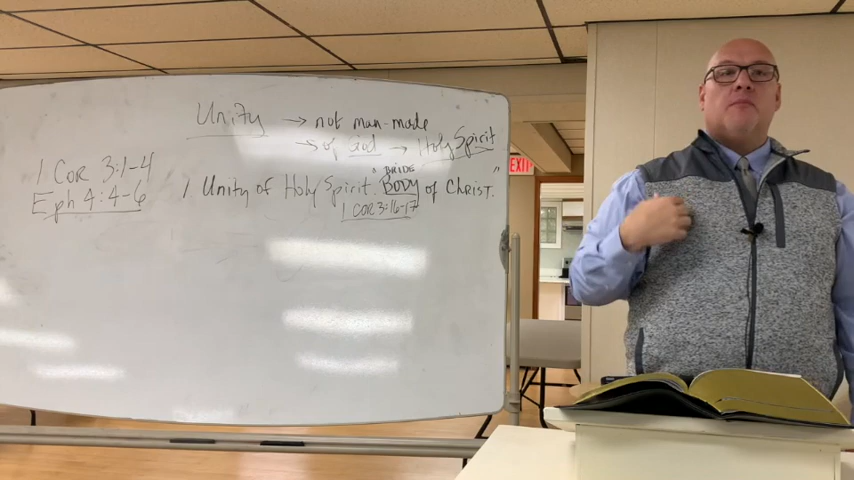 Unity → not man-made
→ of God → Holy Spirit
1 Cor 3:1-4
Eph 4:4-6
1 Unity of Holy Spirit. "BRIDE
BODY of CHRIST."
1 COR 3:16-17
EXIT